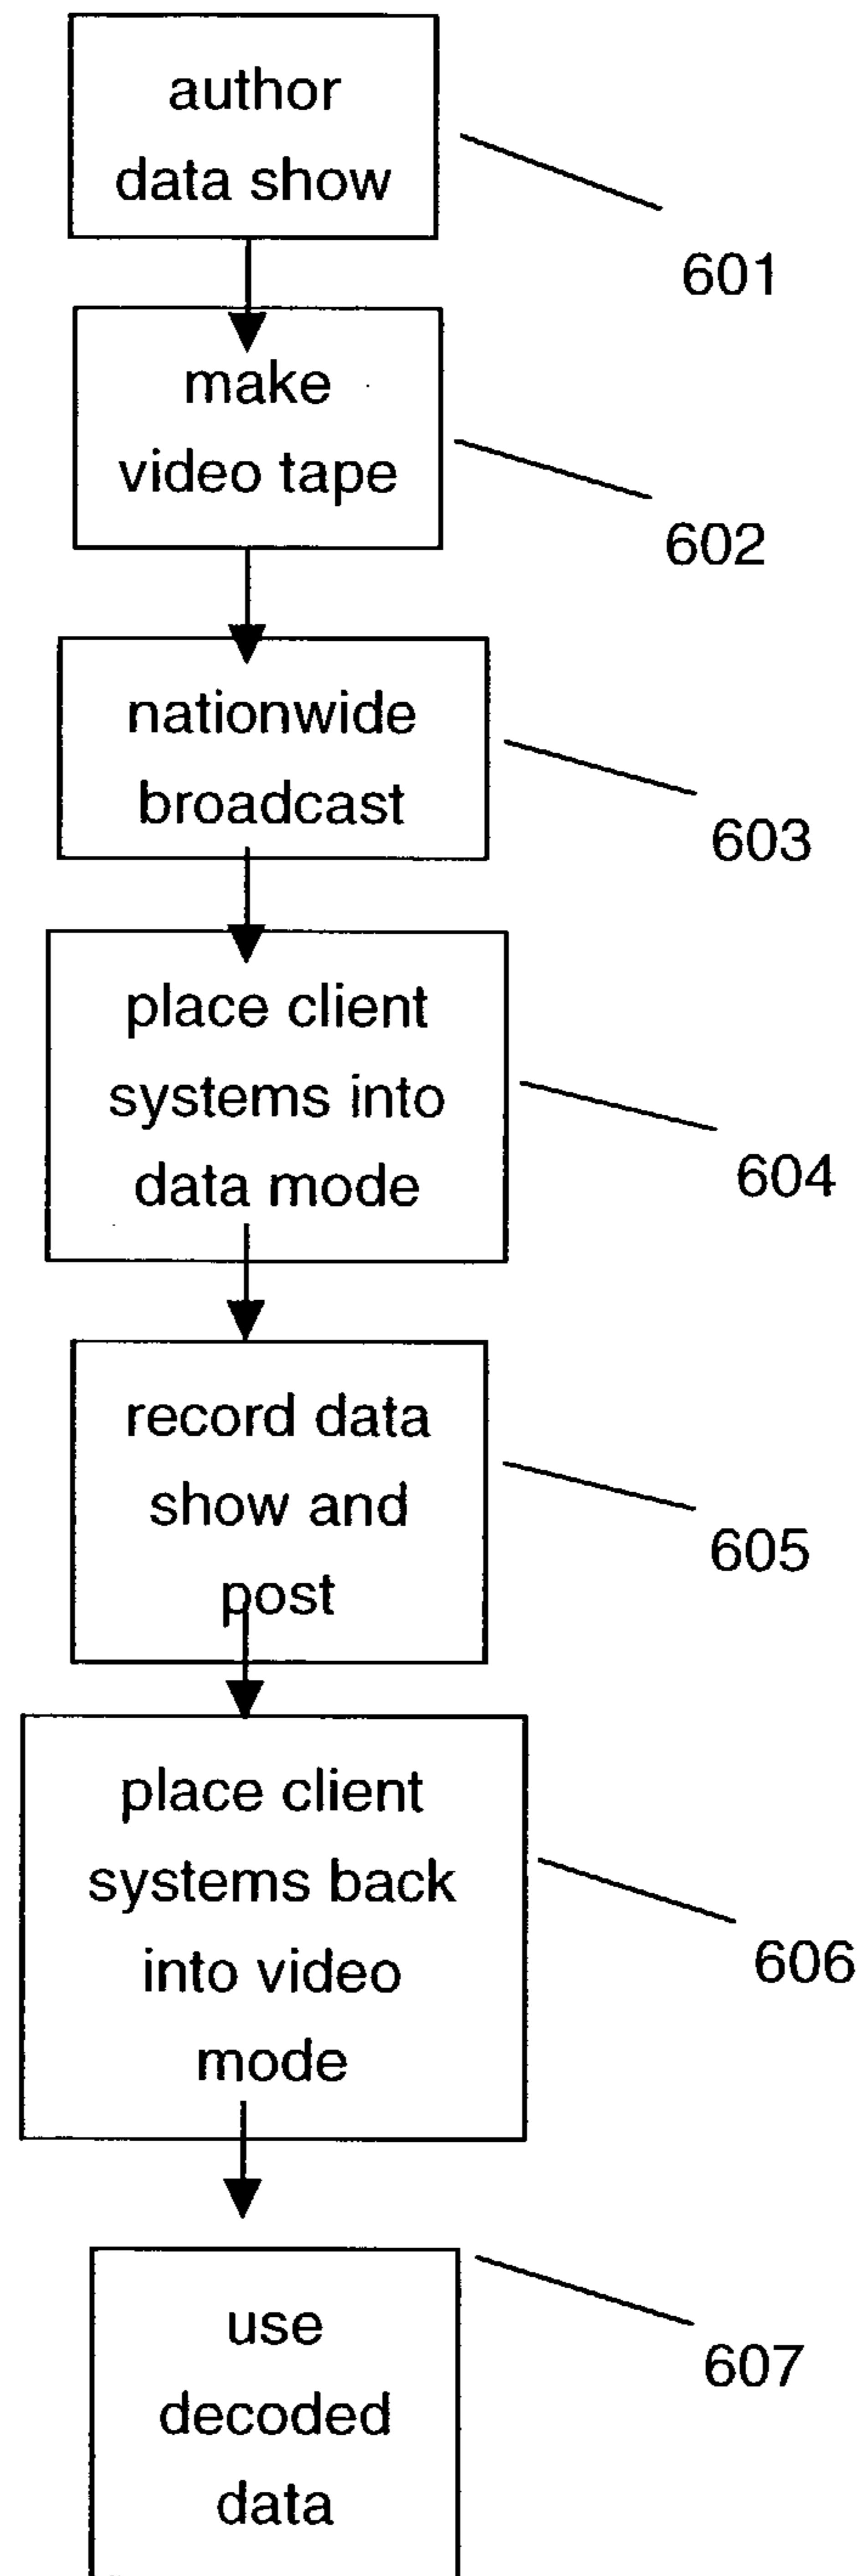 author
data show
601
make
video tape
602
nationwide
broadcast
603
place client
systems into
data mode
604
record data
show and
post
605
place client
systems back
into video
mode
606
use
decoded
data
607